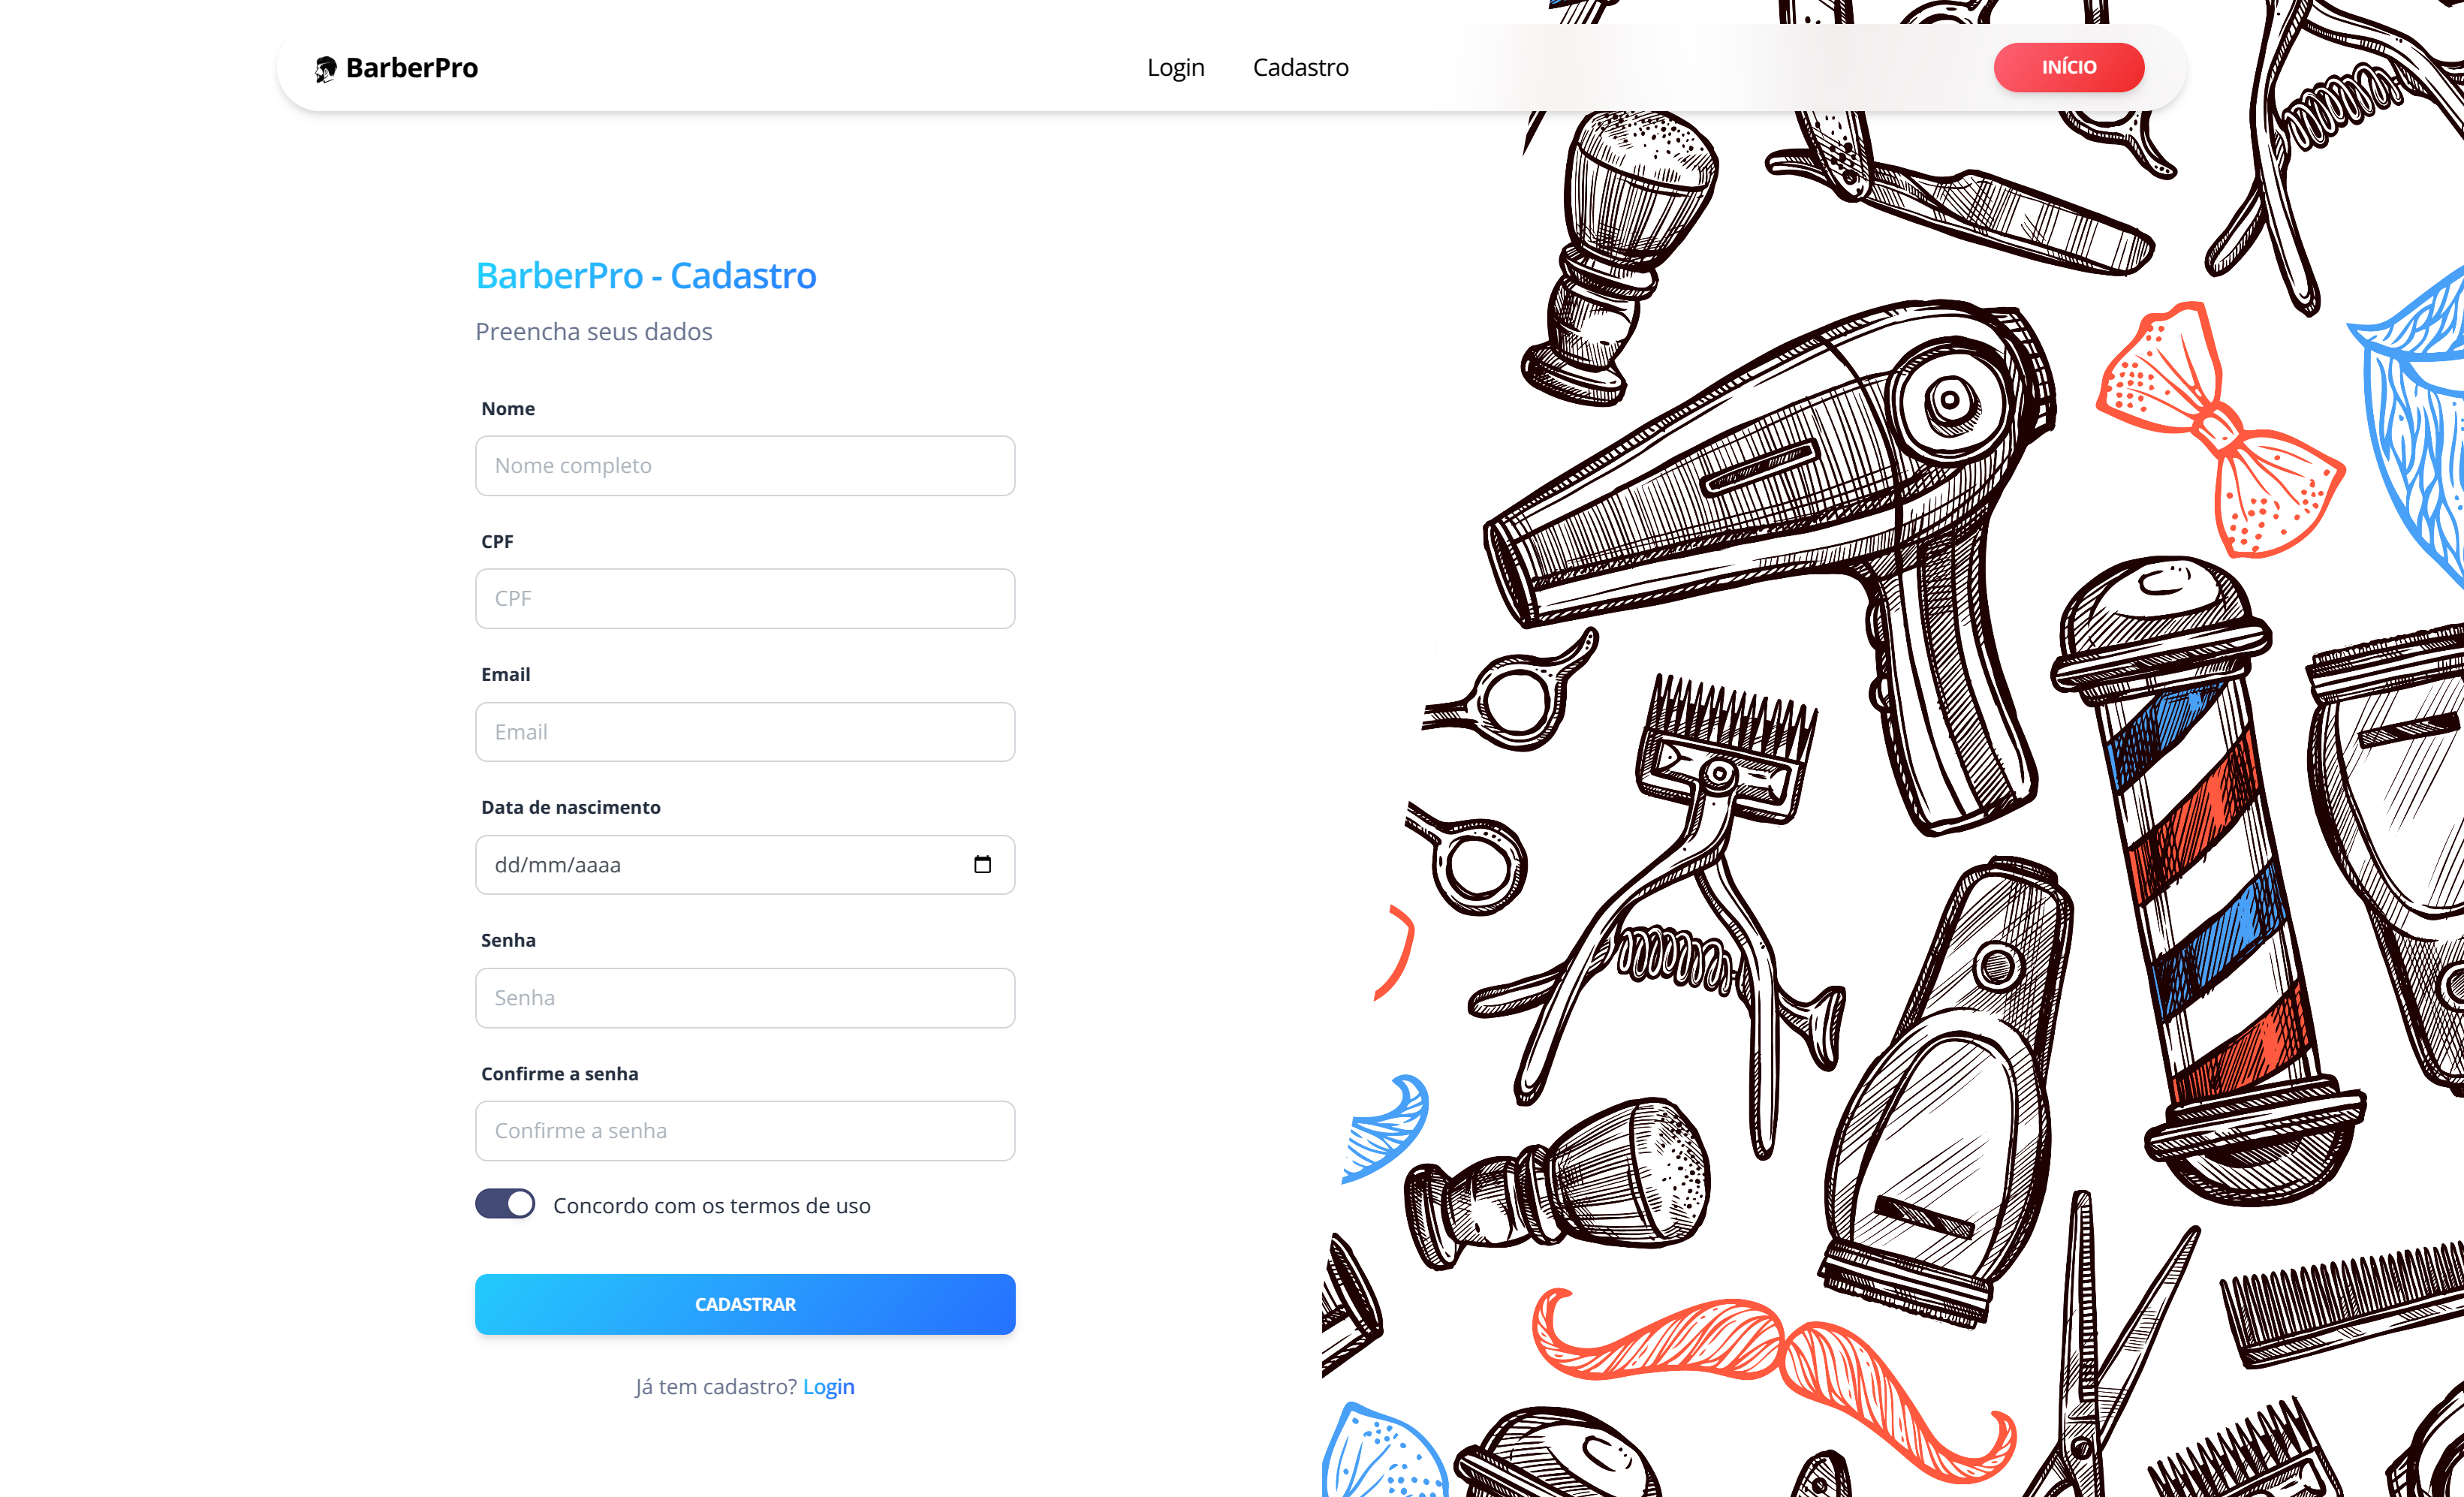 BarberPro
Login
Cadastro
INÍCIO
BarberPro - Cadastro
Preencha seus dados
Nome
Nome completo
CPF
CPF
Email
Email
Data de nascimento
dd/mm/aaaa
Senha
Senha
Confirme a senha
Confirme a senha
Concordo com os termos de uso
CADASTRAR
Já tem cadastro? Login